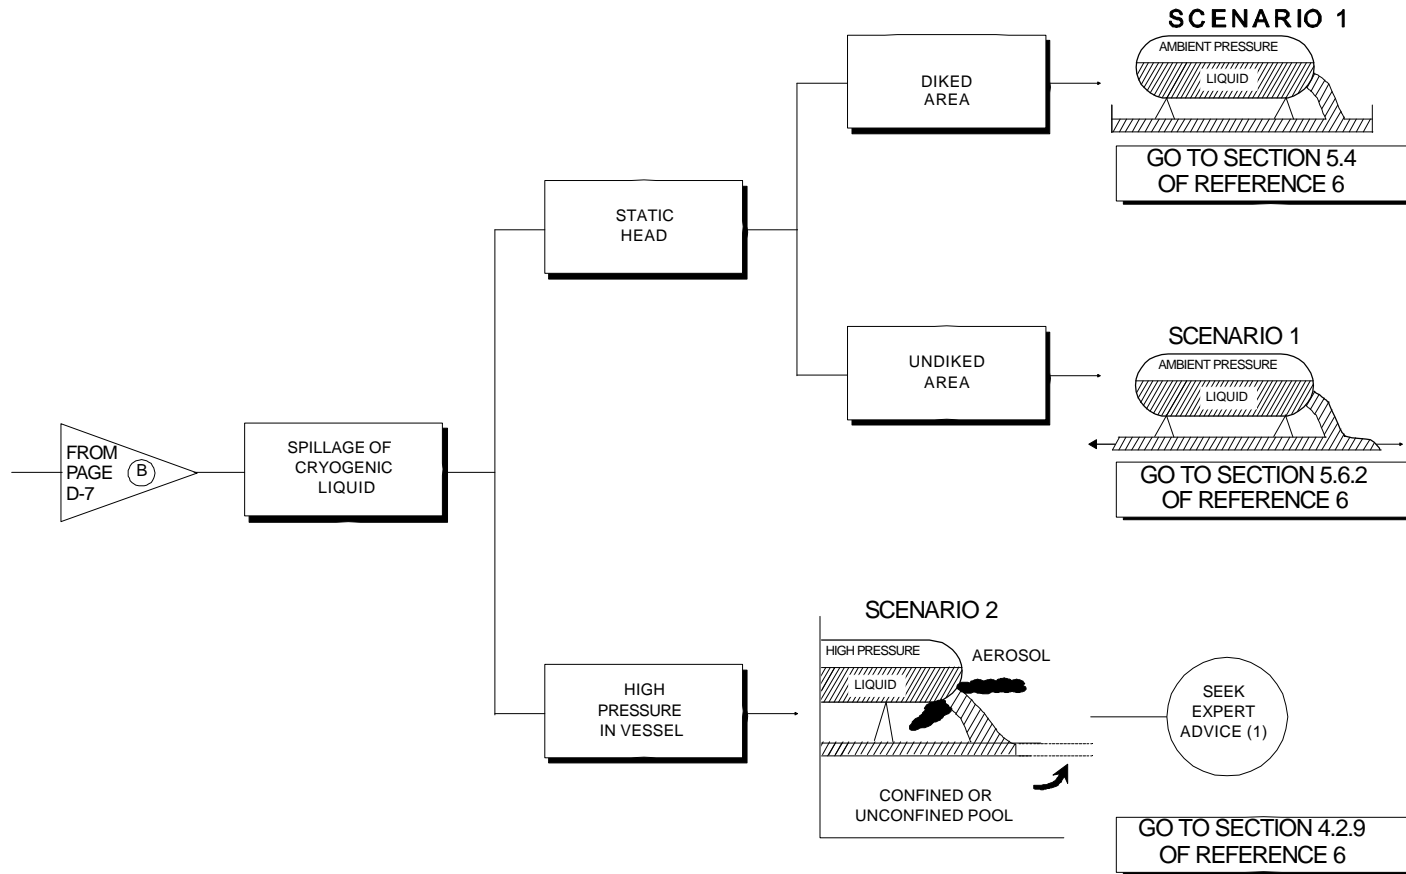 SCENARIO 1
AMBIENT PRESSURE
LIQUID
DIKED
AREA
GO TO SECTION 5.4
OF REFERENCE 6
STATIC
HEAD
SCENARIO 1
AMBIENT PRESSURE
LIQUID
UNDIKED
AREA
GO TO SECTION 5.6.2
OF REFERENCE 6
FROM
PAGE
D-7
B
SPILLAGE OF
CRYOGENIC
LIQUID
SCENARIO 2
HIGH PRESSURE
LIQUID
AEROSOL
HIGH
PRESSURE
IN VESSEL
SEEK
EXPERT
ADVICE (1)
CONFINED OR
UNCONFINED POOL
GO TO SECTION 4.2.9
OF REFERENCE 6